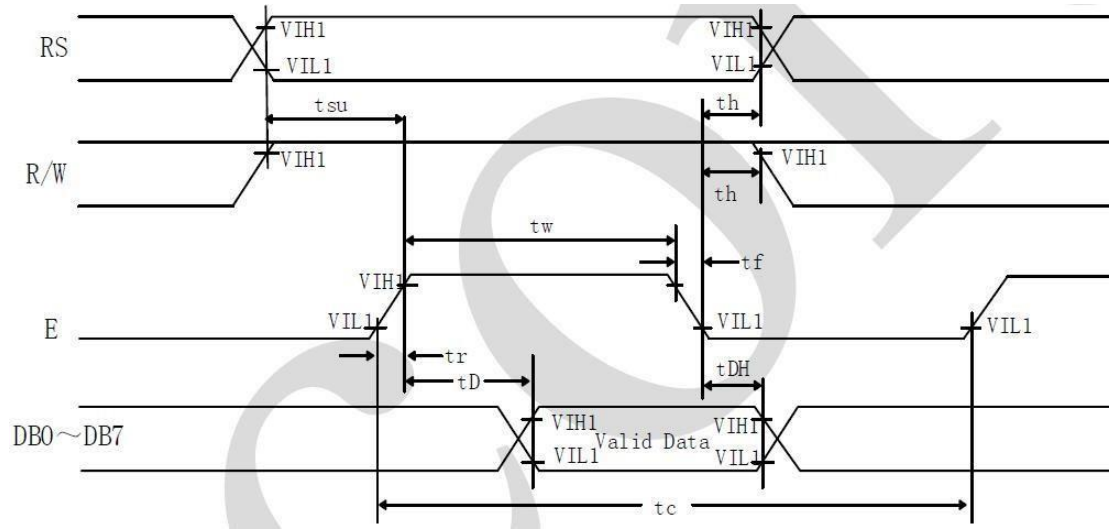 RS
VIH1
VIL1
VIH1
VIL1
tsu
th
R/W
VIH1
VIH1
th
tw
tf
VIH1
E
VIL1
VIL1
VIL1
tr
tD
tDH
DB0～DB7
VIH1
VIL1
Valid Data
VIH1
VIL1
tc